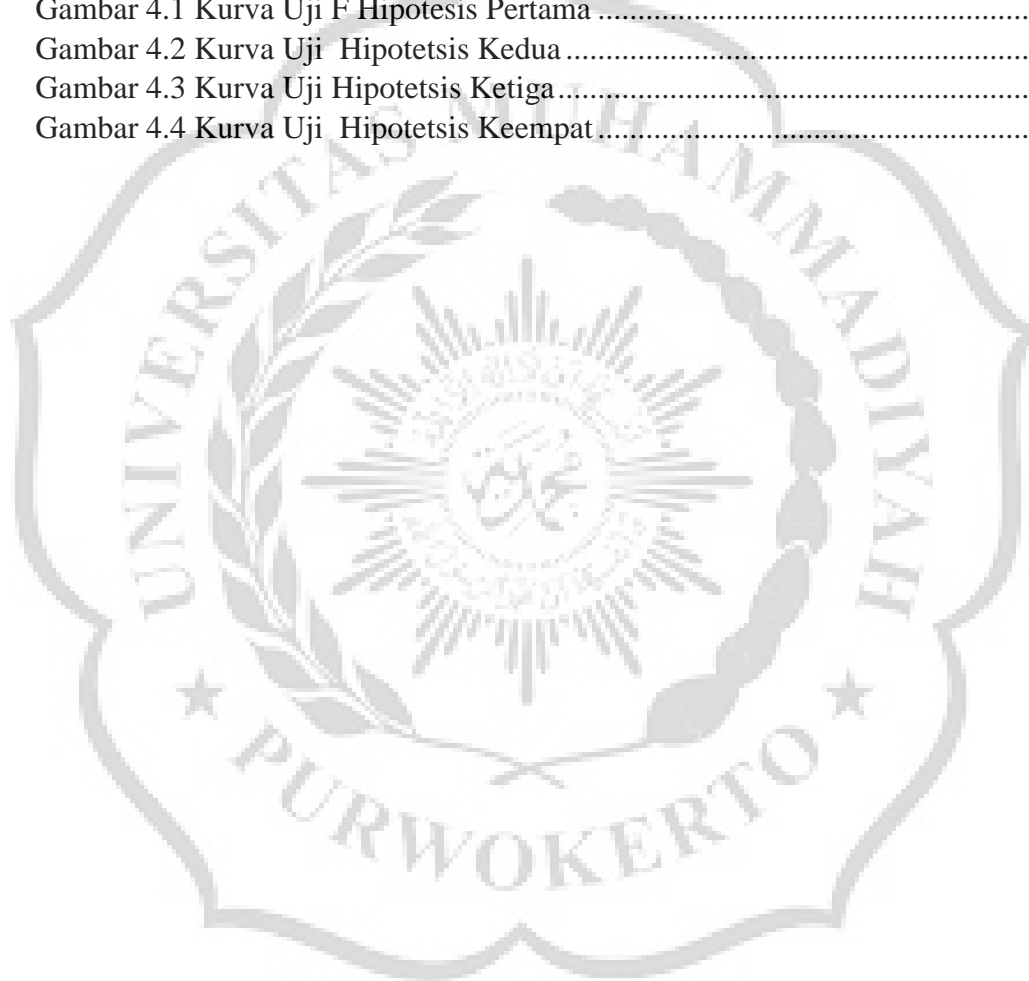 Gambar 4.1 Kurva Uji F Hipotesis Pertama ................................................
Gambar 4.2 Kurva Uji  Hipotetsis Kedua ....................................................
Gambar 4.3 Kurva Uji Hipotetsis Ketiga.....................................................
Gambar 4.4 Kurva Uji  Hipotetsis Keempat ................................................
UNIVERSITAS MUHAMMADIYAH
PURWOKERTO